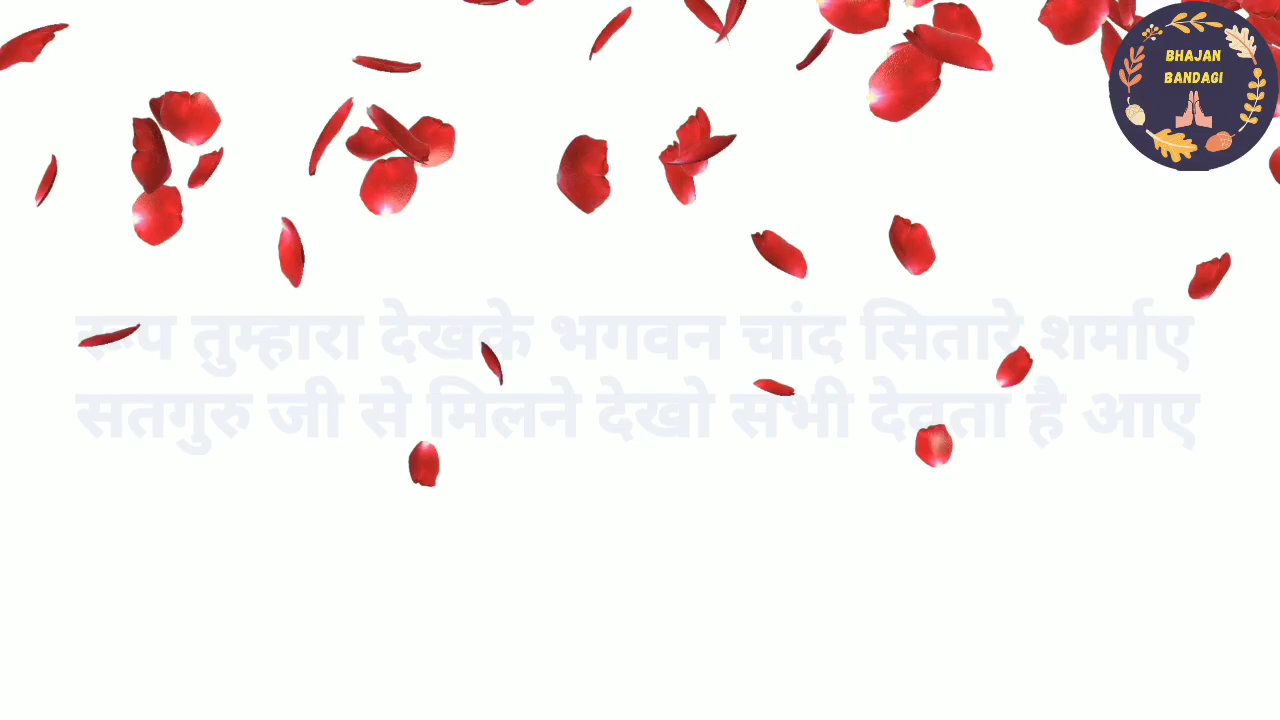 BHAJAN
BANDAGI
रूप तुम्हारा देखके भगवन चांद सितारे शर्माए
सतगुरु जी से मिलने देखो सभी देवता है आए